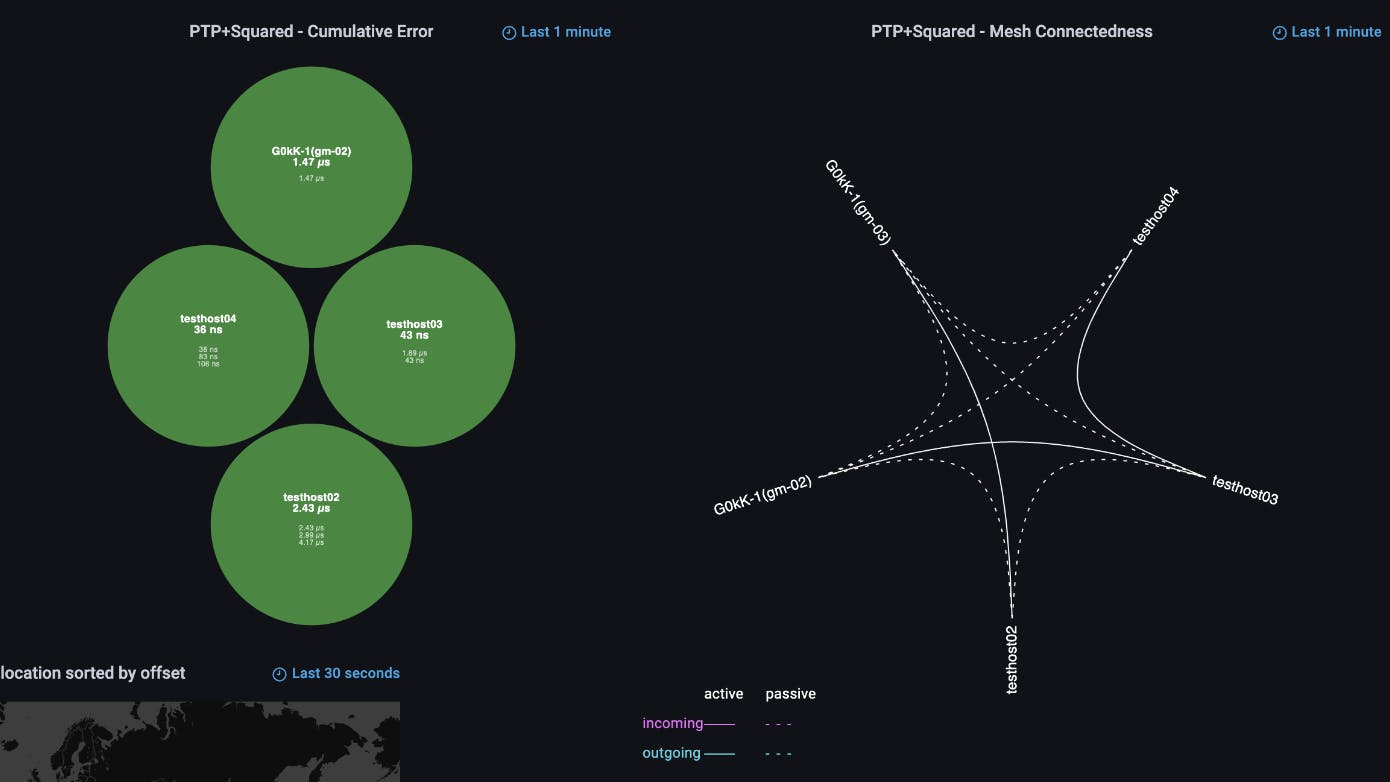 PTP+Squared - Cumulative Error
Last 1 minute
PTP+Squared - Mesh Connectedness
Last 1 minute
G0kK-1(gm-02)
1.47 µs
1.47 µs
testhost04
36 ns
36 ns
83 ns
106 ns
testhost03
43 ns
1.89 µs
43 ns
testhost02
2.43 µs
2.43 µs
2.99 µs
4.17 µs
G0kK-1(gm-03)
testhost04
G0kK-1(gm-02)
testhost03
testhost02
location sorted by offset
Last 30 seconds
active passive
incoming
outgoing